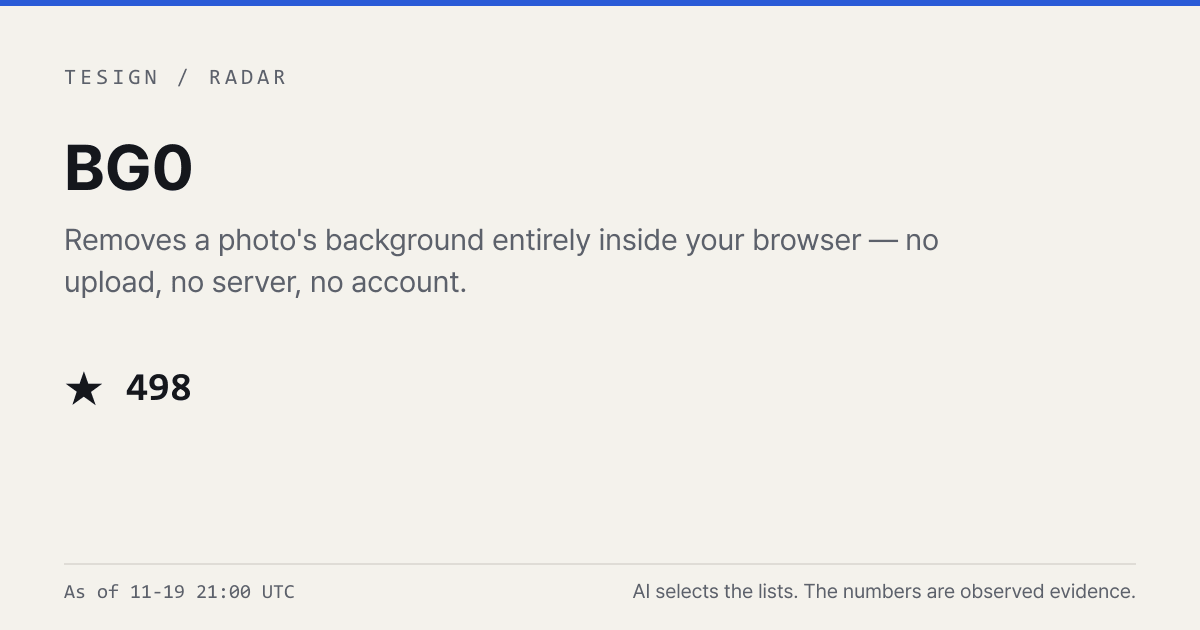 TESIGN / RADAR
BG0
Removes a photo's background entirely inside your browser — no
upload, no server, no account.
★ 498
As of 11-19 21:00 UTC
AI selects the lists. The numbers are observed evidence.